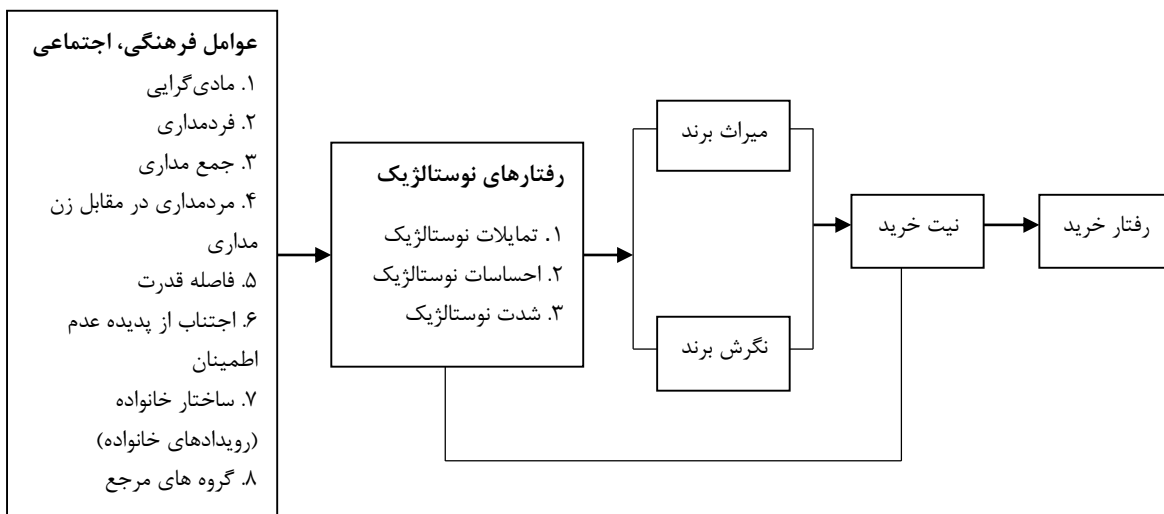 عوامل فرهنگی، اجتماعی
۱. مادی‌گرایی
۲. فردمداری
۳. جمع مداری
۴. مردمداری در مقابل زن
مداری
۵. فاصله قدرت
۶. اجتناب از پدیده عدم
اطمینان
۷. ساختار خانواده
(رویدادهای خانواده)
۸. گروه های مرجع
رفتارهای نوستالژیک
۱. تمایلات نوستالژیک
۲. احساسات نوستالژیک
۳. شدت نوستالژیک
میراث برند
نگرش برند
نیت خرید
رفتار خرید